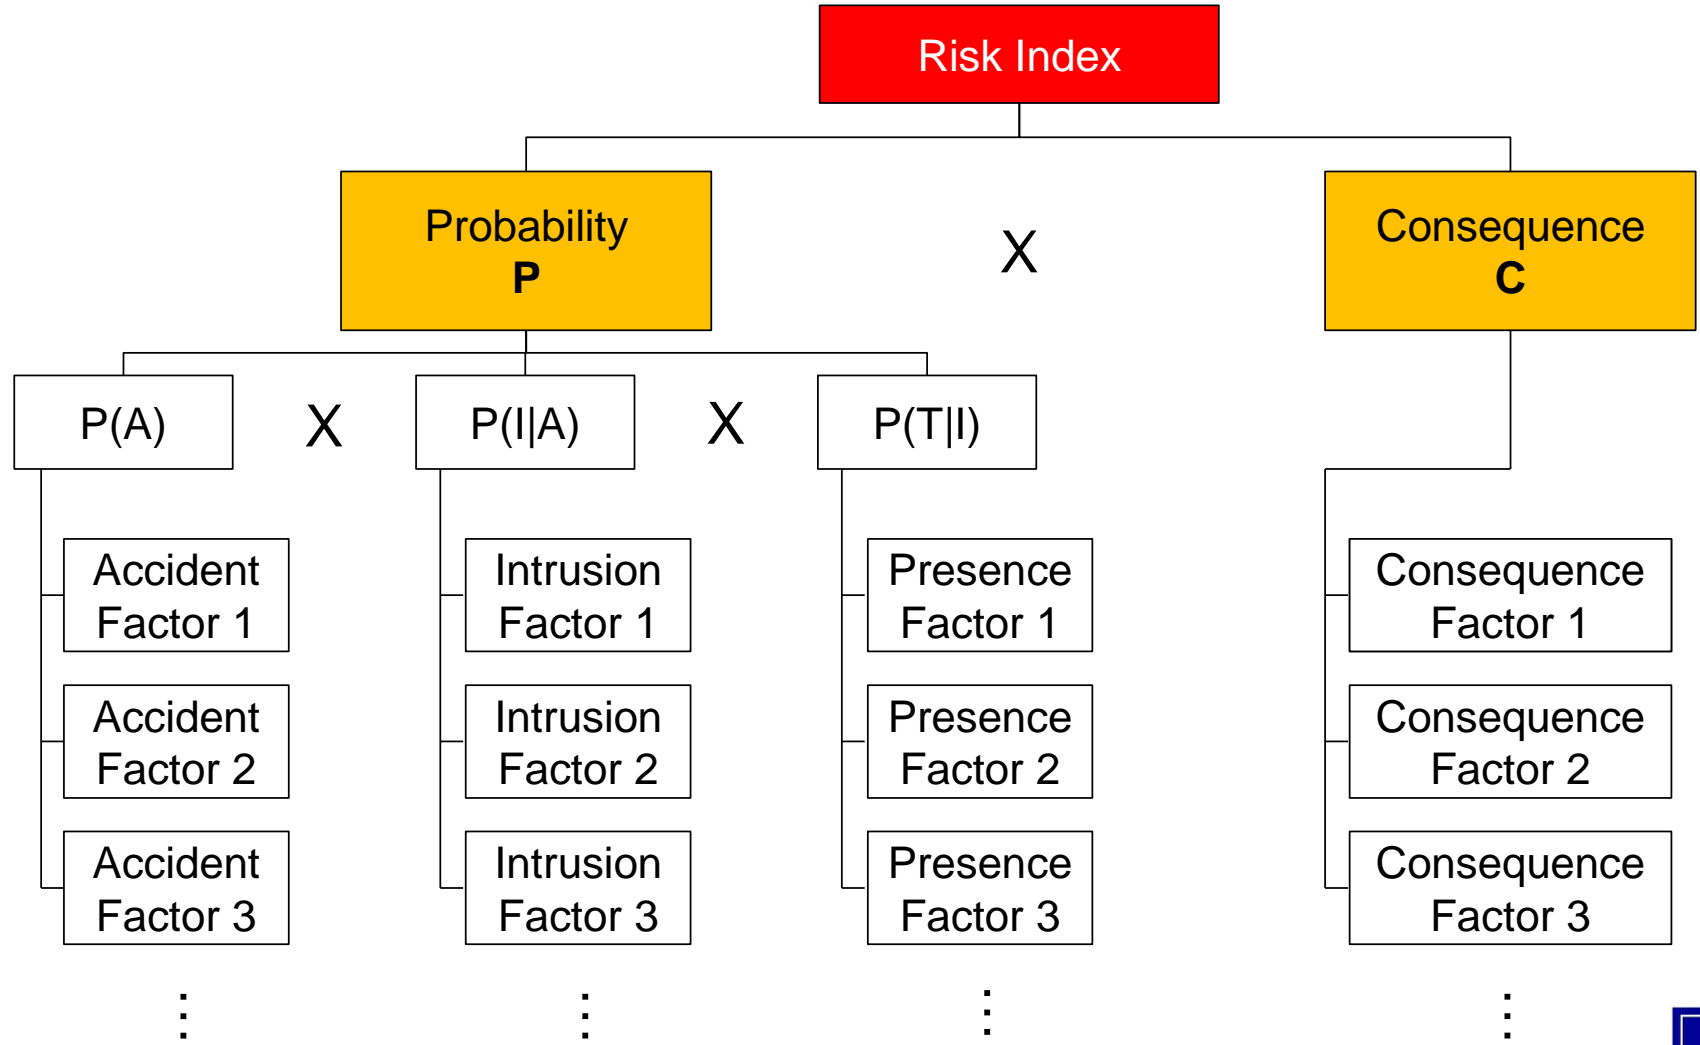 Risk Index
Probability
P
X
Consequence
C
P(A)
X
P(I|A)
X
P(T|I)
Accident
Factor 1
Intrusion
Factor 1
Presence
Factor 1
Consequence
Factor 1
Accident
Factor 2
Intrusion
Factor 2
Presence
Factor 2
Consequence
Factor 2
Accident
Factor 3
Intrusion
Factor 3
Presence
Factor 3
Consequence
Factor 3
⋮
⋮
⋮
⋮